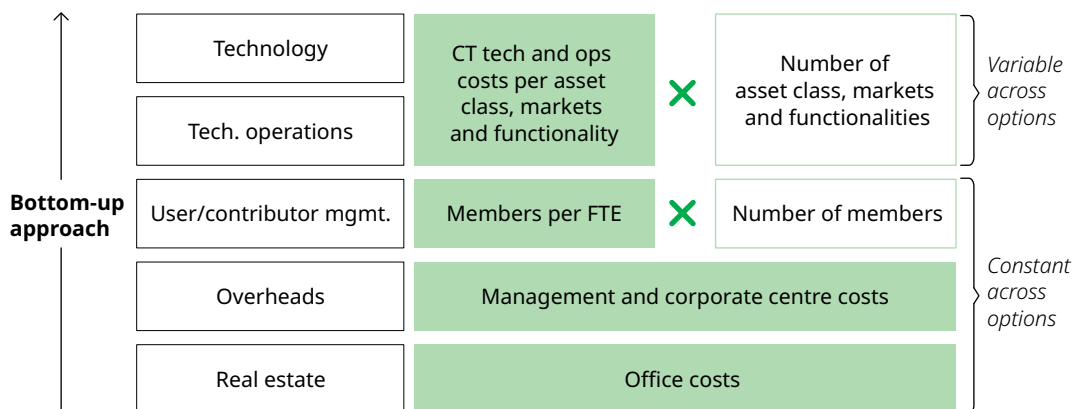 Technology
CT tech and ops
costs per asset
class, markets
and functionality
Number of
asset class, markets
and functionalities
Variable
across
options
Tech. operations
Bottom-up
approach
User/contributor mgmt.
Members per FTE
Number of members
Constant
across
options
Overheads
Management and corporate centre costs
Real estate
Office costs